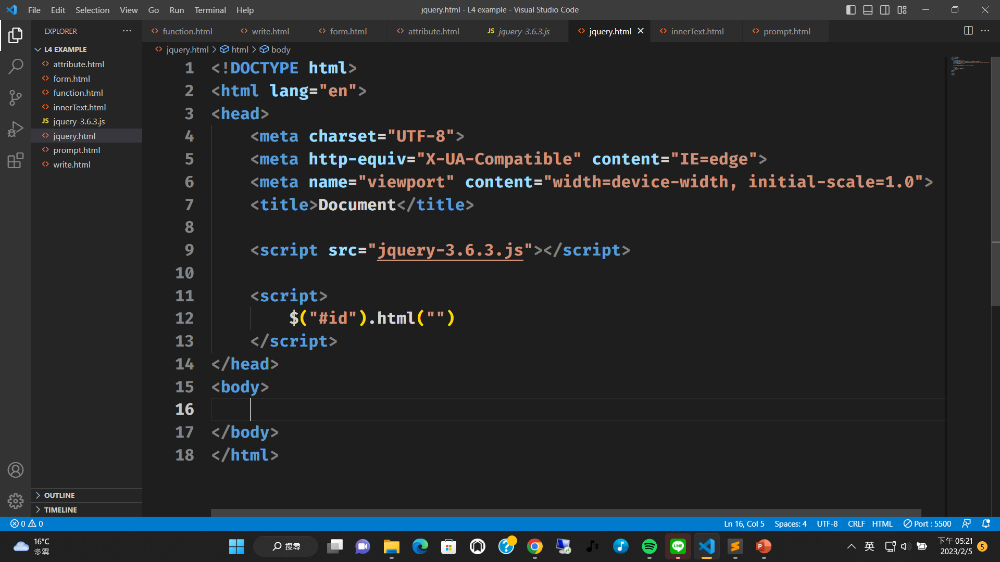 File Edit Selection View Go Run Terminal Help
jquery.html - L4 example - Visual Studio Code
EXPLORER
function.html
write.html
form.html
attribute.html
JS jquery-3.6.3.js
jquery.html
innerText.html
prompt.html
L4 EXAMPLE
attribute.html
form.html
function.html
innerText.html
JS jquery-3.6.3.js
jquery.html
prompt.html
write.html
OUTLINE
TIMELINE
jquery.html > html > body
1 <!DOCTYPE html>
2 <html lang="en">
3 <head>
4 <meta charset="UTF-8">
5 <meta http-equiv="X-UA-Compatible" content="IE=edge">
6 <meta name="viewport" content="width=device-width, initial-scale=1.0">
7 <title>Document</title>
8
9 <script src="jquery-3.6.3.js"></script>
10
11 <script>
12 $("#id").html("")
13 </script>
14 </head>
15 <body>
16
17 </body>
18 </html>
0 0
Ln 16, Col 5 Spaces: 4 UTF-8 CRLF HTML Port : 5500
16°C
多雲
搜尋
LINE
英
下午 05:21
2023/2/5
5